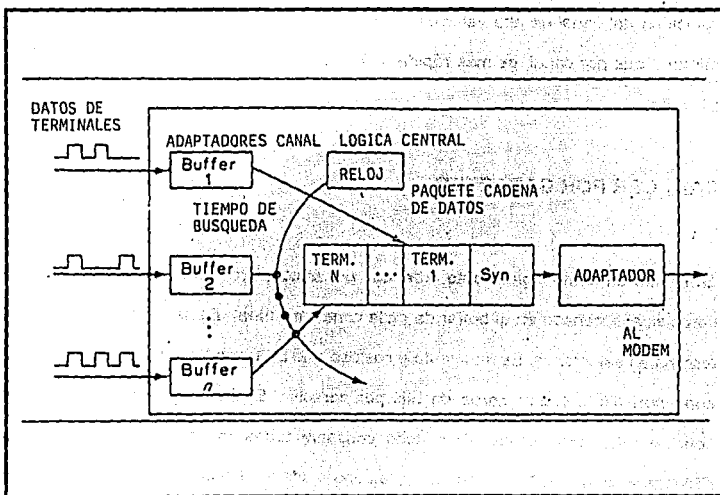 DATOS DE
TERMINALES
ADAPTADORES CANAL LOGICA CENTRAL
Buffer
1
RELOJ
PAQUETE CADENA
DE DATOS
TIEMPO DE
BUSQUEDA
Buffer
2
TERM.
N
...
TERM.
1
Syn
ADAPTADOR
AL
MODEM
Buffer
n